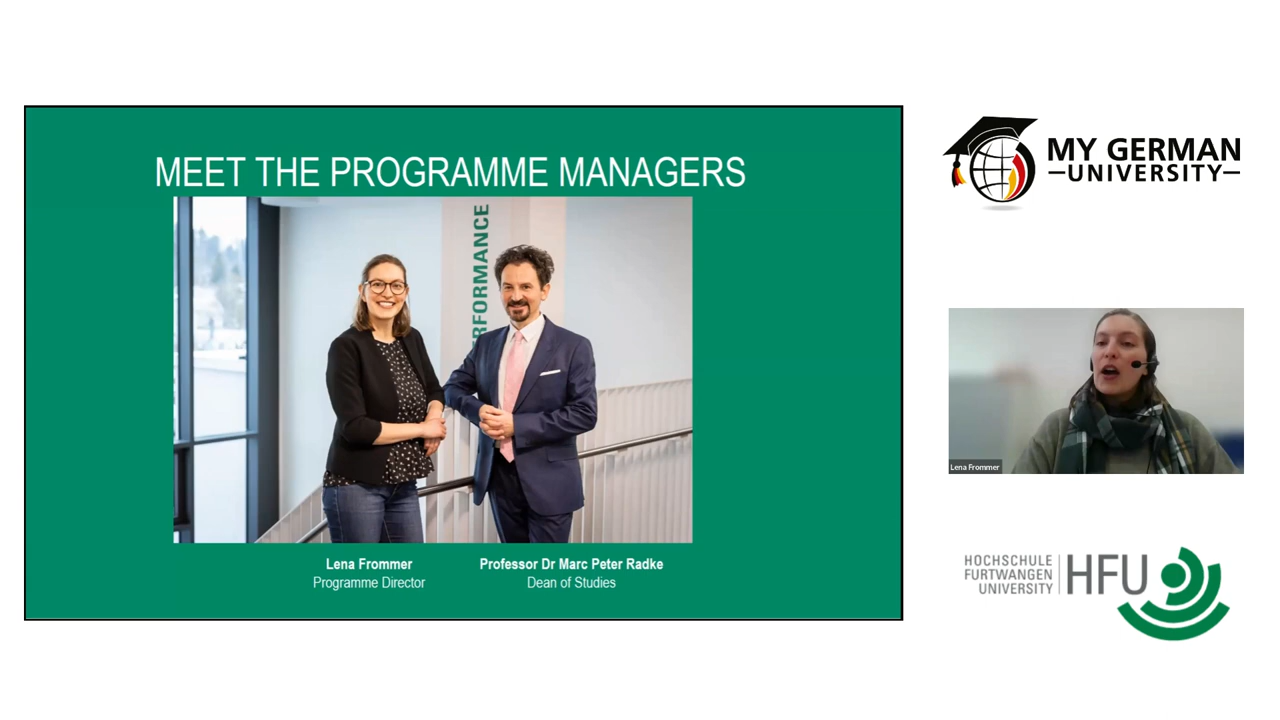 MEET THE PROGRAMME MANAGERS
RFORMANCE
Lena Frommer
Programme Director
Professor Dr Marc Peter Radke
Dean of Studies
MY GERMAN
UNIVERSITY
Lena Frommer
HOCHSCHULE
FURTWANGEN
UNIVERSITY
HFU